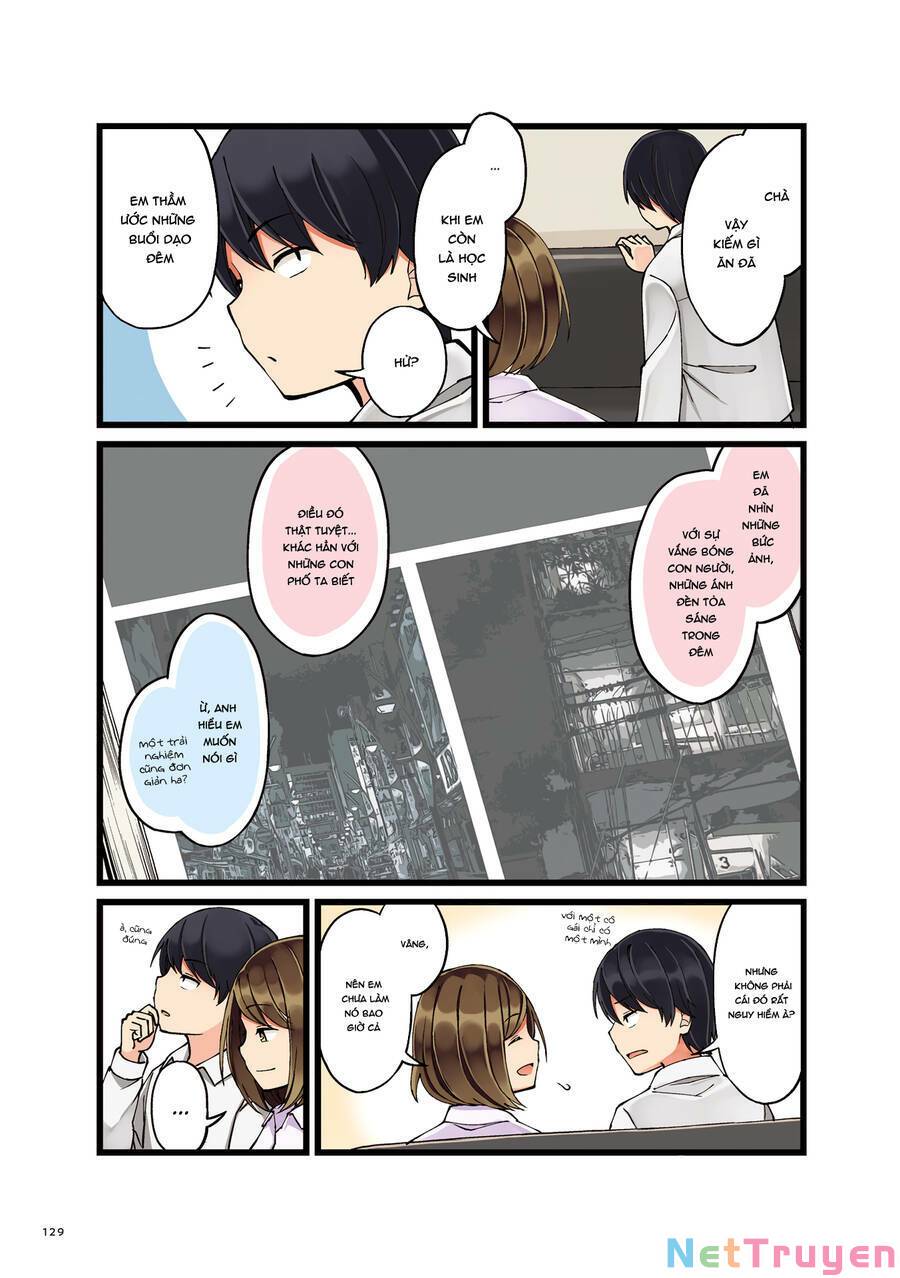 CHÀ
VẬY
KIẾM GÌ
ĂN ĐÃ
...
KHI EM
CÒN
LÀ HỌC
SINH
HỬ?
EM THẦM
ƯỚC NHỮNG
BUỔI DẠO
ĐÊM
EM
ĐÃ
NHÌN
NHỮNG
BỨC
ẢNH,
VỚI SỰ
VẮNG BÓNG
CON NGƯỜI,
NHỮNG ÁNH
ĐÈN TỎA
SÁNG
TRONG
ĐÊM
ĐIỀU ĐÓ
THẬT TUYỆT...
KHÁC HẲN VỚI
NHỮNG CON
PHỐ TA BIẾT
Ừ, ANH
HIỂU EM
MUỐN
NÓI GÌ
một trải
nghiệm
cũng đơn
giản ha?
3
NHƯNG
KHÔNG PHẢI
CÁI ĐÓ RẤT
NGUY HIỂM À?
với một cô
gái chỉ có
một mình
VÂNG,
NÊN EM
CHƯA LÀM
NÓ BAO
GIỜ CẢ
à, cũng
đúng
...
129
NetTruyen